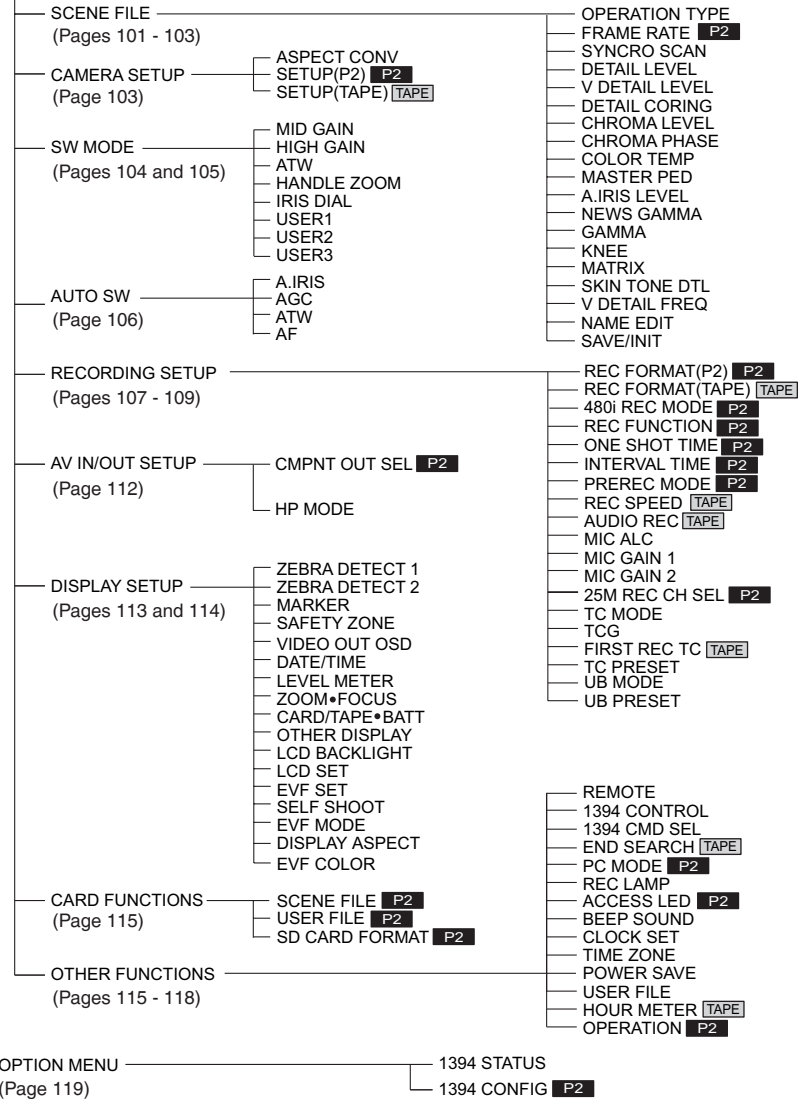 SCENE FILE
(Pages 101 - 103)
OPERATION TYPE
FRAME RATE P2
SYNCRO SCAN
DETAIL LEVEL
V DETAIL LEVEL
DETAIL CORING
CHROMA LEVEL
CHROMA PHASE
COLOR TEMP
MASTER PED
A.IRIS LEVEL
NEWS GAMMA
GAMMA
KNEE
MATRIX
SKIN TONE DTL
V DETAIL FREQ
NAME EDIT
SAVE/INIT
CAMERA SETUP
(Page 103)
ASPECT CONV
SETUP(P2) P2
SETUP(TAPE) TAPE
SW MODE
(Pages 104 and 105)
MID GAIN
HIGH GAIN
ATW
HANDLE ZOOM
IRIS DIAL
USER1
USER2
USER3
AUTO SW
(Page 106)
A.IRIS
AGC
ATW
AF
RECORDING SETUP
(Pages 107 - 109)
REC FORMAT(P2) P2
REC FORMAT(TAPE) TAPE
480i REC MODE P2
REC FUNCTION P2
ONE SHOT TIME P2
INTERVAL TIME P2
PREREC MODE P2
REC SPEED TAPE
AUDIO REC TAPE
MIC ALC
MIC GAIN 1
MIC GAIN 2
25M REC CH SEL P2
TC MODE
TCG
FIRST REC TC TAPE
TC PRESET
UB MODE
UB PRESET
AV IN/OUT SETUP
(Page 112)
CMPNT OUT SEL P2
HP MODE
DISPLAY SETUP
(Pages 113 and 114)
ZEBRA DETECT 1
ZEBRA DETECT 2
MARKER
SAFETY ZONE
VIDEO OUT OSD
DATE/TIME
LEVEL METER
ZOOM•FOCUS
CARD/TAPE•BATT
OTHER DISPLAY
LCD BACKLIGHT
LCD SET
EVF SET
SELF SHOOT
EVF MODE
DISPLAY ASPECT
EVF COLOR
CARD FUNCTIONS
(Page 115)
SCENE FILE P2
USER FILE P2
SD CARD FORMAT P2
OTHER FUNCTIONS
(Pages 115 - 118)
REMOTE
1394 CONTROL
1394 CMD SEL
END SEARCH TAPE
PC MODE P2
REC LAMP
ACCESS LED P2
BEEP SOUND
CLOCK SET
TIME ZONE
POWER SAVE
USER FILE
HOUR METER TAPE
OPERATION P2
OPTION MENU
(Page 119)
1394 STATUS
1394 CONFIG P2